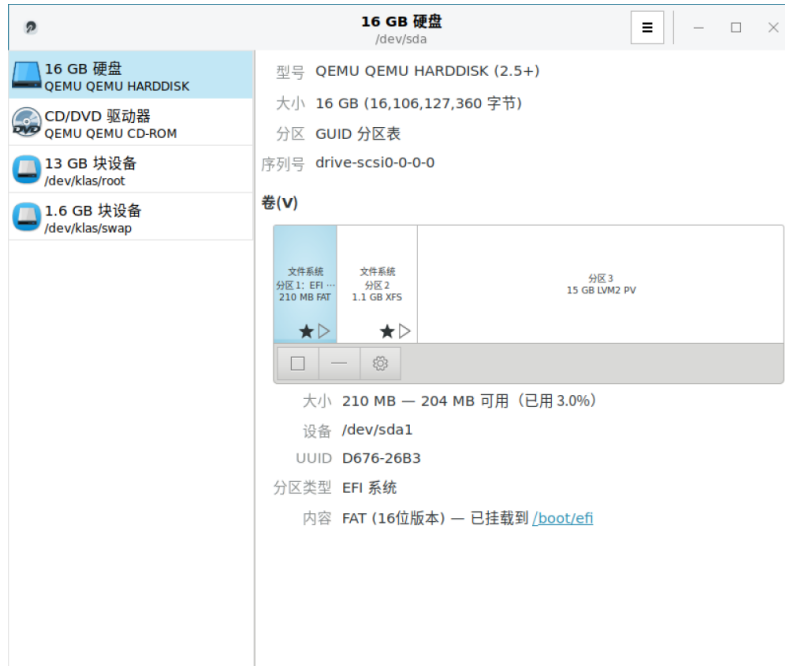 16 GB 硬盘
/dev/sda
16 GB 硬盘
QEMU QEMU HARDDISK
CD/DVD 驱动器
QEMU QEMU CD-ROM
13 GB 块设备
/dev/klas/root
1.6 GB 块设备
/dev/klas/swap
型号 QEMU QEMU HARDDISK (2.5+)
大小 16 GB (16,106,127,360 字节)
分区 GUID 分区表
序列号 drive-scsi0-0-0-0
卷(V)
文件系统
分区 1: EFI ⋯
210 MB FAT
文件系统
分区 2
1.1 GB XFS
分区 3
15 GB LVM2 PV
大小 210 MB — 204 MB 可用（已用 3.0%）
设备 /dev/sda1
UUID D676-26B3
分区类型 EFI 系统
内容 FAT (16位版本) — 已挂载到 /boot/efi